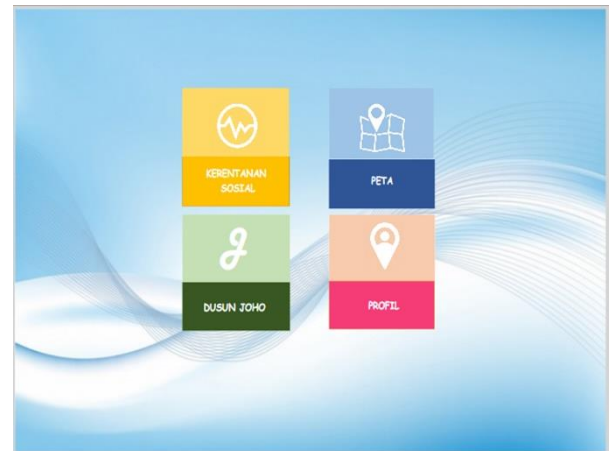 KERENTANAN
SOSIAL
PETA
J
DUSUN JOHO
PROFIL